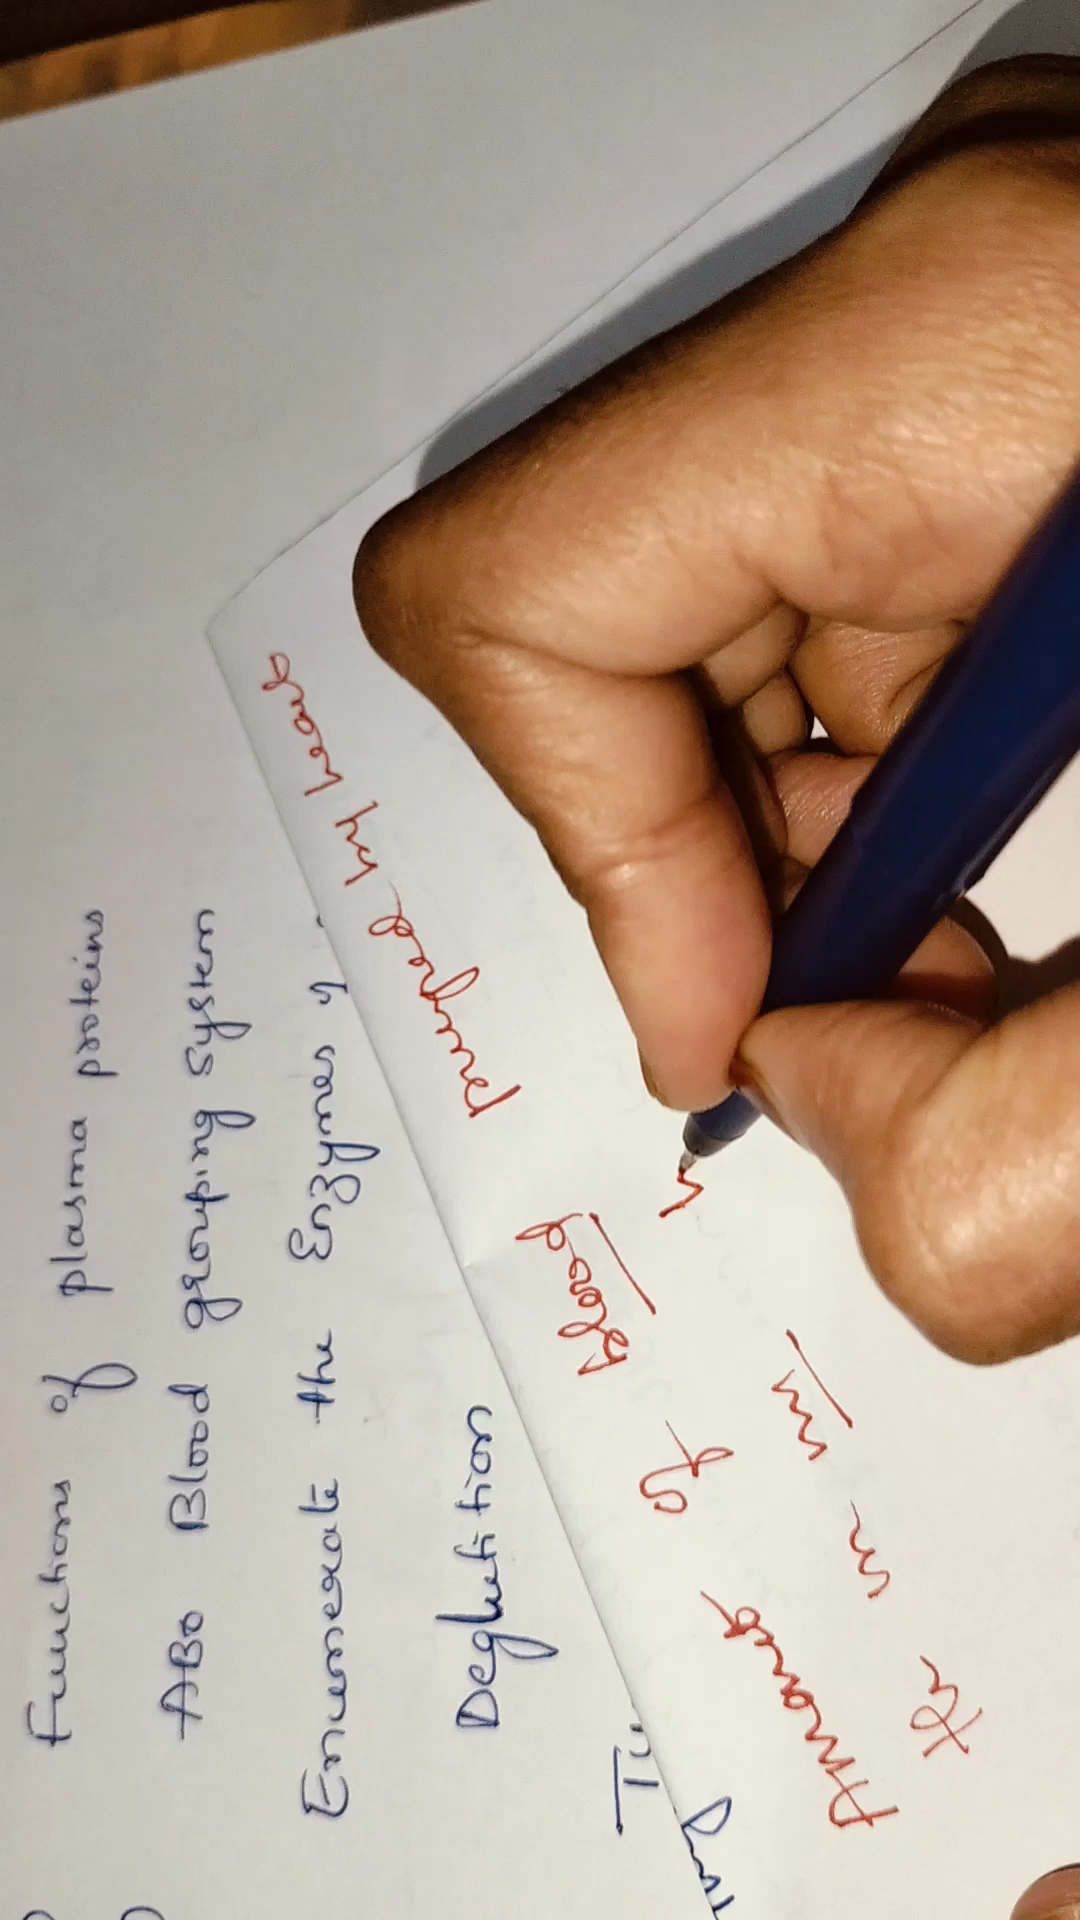 Functions of plasma proteins
ABO Blood grouping system
Enumerate the Enzymes
Deglutition
Amount of blood pumped by heart
in